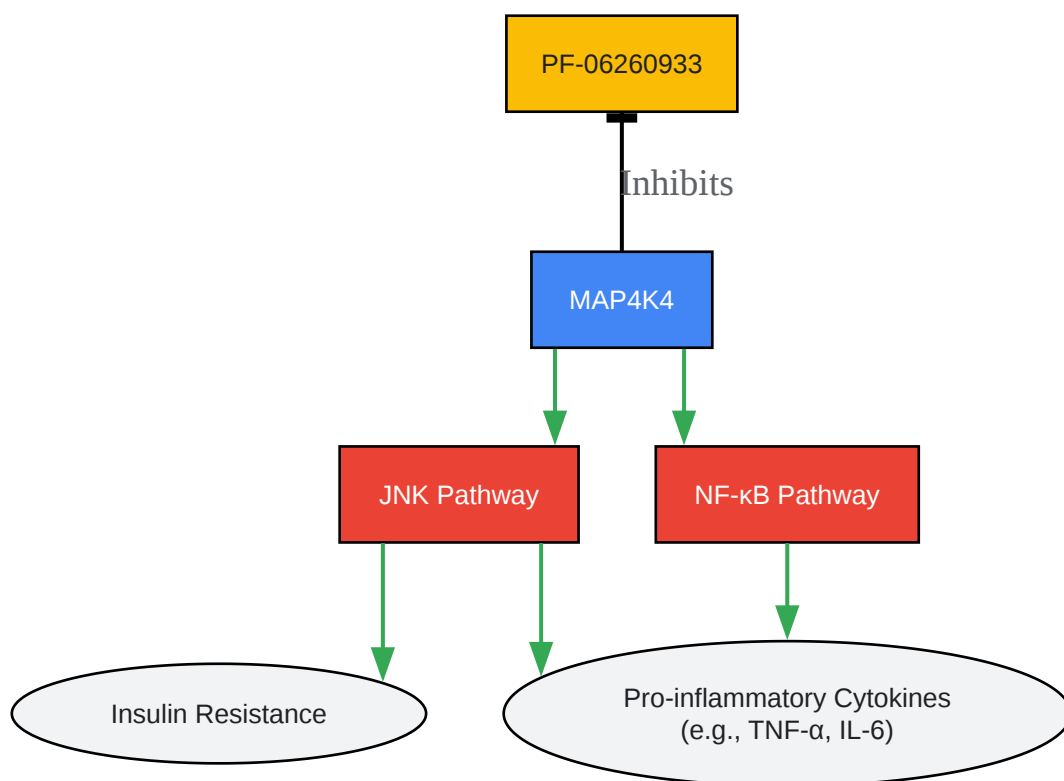 PF-06260933
Inhibits
MAP4K4
JNK Pathway
NF-κB Pathway
Insulin Resistance
Pro-inflammatory Cytokines
(e.g., TNF-α, IL-6)